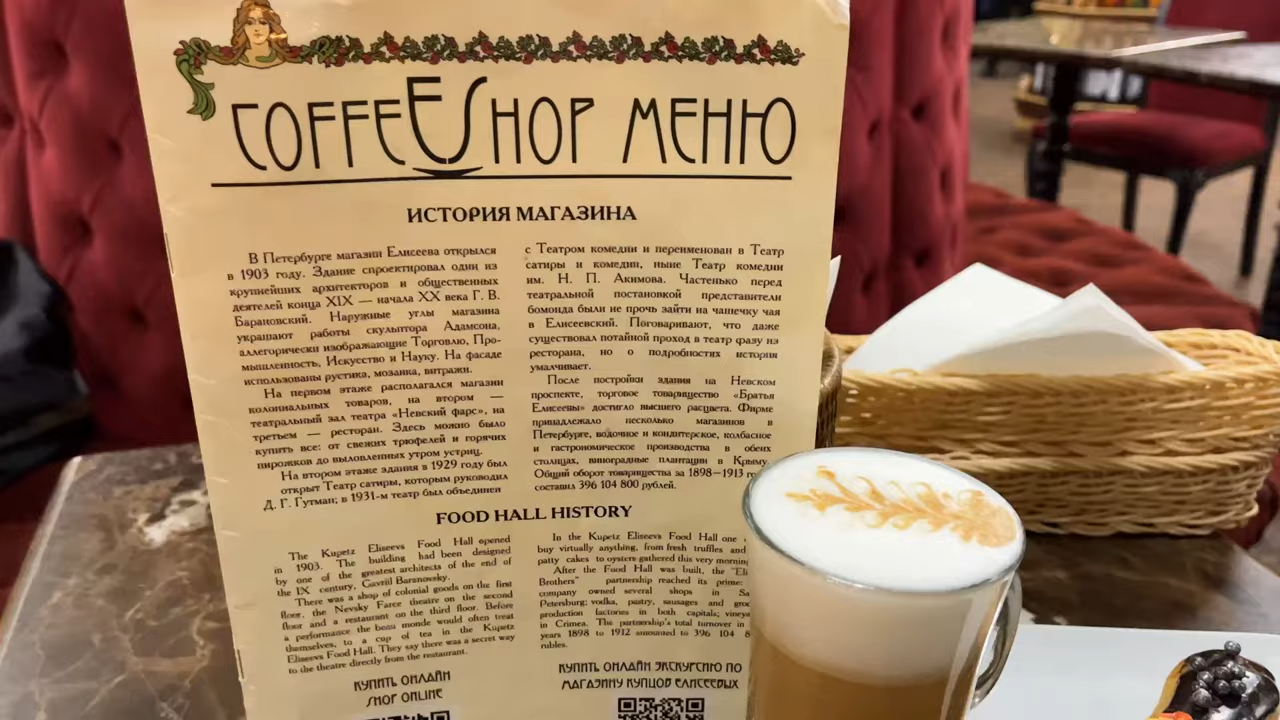 COFFEESHOP МЕНЮ
ИСТОРИЯ МАГАЗИНА
В Петербурге магазин Елисеева открылся
в 1903 году. Здание спроектировал один из
крупнейших архитекторов и общественных
деятелей конца XIX — начала XX века Г. В.
Барановский. Наружные углы магазина
украшают работы скульптора Адамсона,
аллегорически изображающие Торговлю, Про-
мышленность, Искусство и Науку. На фасаде
использованы рустика, мозаика, витражи.
На первом этаже располагался магазин
колониальных товаров, на втором —
театральный зал театра «Невский фарс», на
третьем — ресторан. Здесь можно было
купить все: от свежих трюфелей и горячих
пирожков до выловленных утром устриц.
На втором этаже здания в 1929 году был
открыт Театр сатиры, которым руководил
Д. Г. Гутман; в 1931-м театр был объединен
с Театром комедии и переименован в Театр
сатиры и комедии, ныне Театр комедии
им. Н. П. Акимова. Частенько перед
театральной постановкой представители
бомонда были не прочь зайти на чашечку чая
в Елисеевский. Поговаривают, что даже
существовал потайной проход в театр сразу из
ресторана, но о подробностях история
умалчивает.
После постройки здания на Невском
проспекте, торговое товарищество «Братья
Елисеевы» достигло высшего расцвета. Фирме
принадлежало несколько магазинов в
Петербурге, водочное и кондитерское, колбасное
и гастрономическое производства в обеих
столицах, виноградные плантации в Крыму.
Общий оборот товарищества за 1898–1913 го
составил 396 104 800 рублей.
FOOD HALL HISTORY
The Kupetz Eliseevs Food Hall opened
in 1903. The building had been designed
by one of the greatest architects of the end of
the IX century, Gavriil Baranovsky.
There was a shop of colonial goods on the first
floor, the Nevsky Farce theatre on the second
floor and a restaurant on the third floor. Before
a performance the beau monde would often treat
themselves, to a cup of tea in the Kupetz
Eliseevs Food Hall. They say there was a secret way
to the theatre directly from the restaurant.
In the Kupetz Eliseevs Food Hall one
buy virtually anything, from fresh truffles and
patty cakes to oysters gathered this very morning
After the Food Hall was built, the "Eli
Brothers" partnership reached its prime:
company owned several shops in Sa
Petersburg; vodka, pastry, sausages and groc
production factories in both capitals; vineya
in Crimea. The partnership's total turnover in
years 1898 to 1912 amounted to 396 104 8
rubles.
КУПИТЬ ОНЛАЙН
SHOP ONLINE
КУПИТЬ ОНЛАЙН ЭКСКУРСИЮ ПО
МАГАЗИНУ КУПЦОВ ЕЛИСЕЕВЫХ